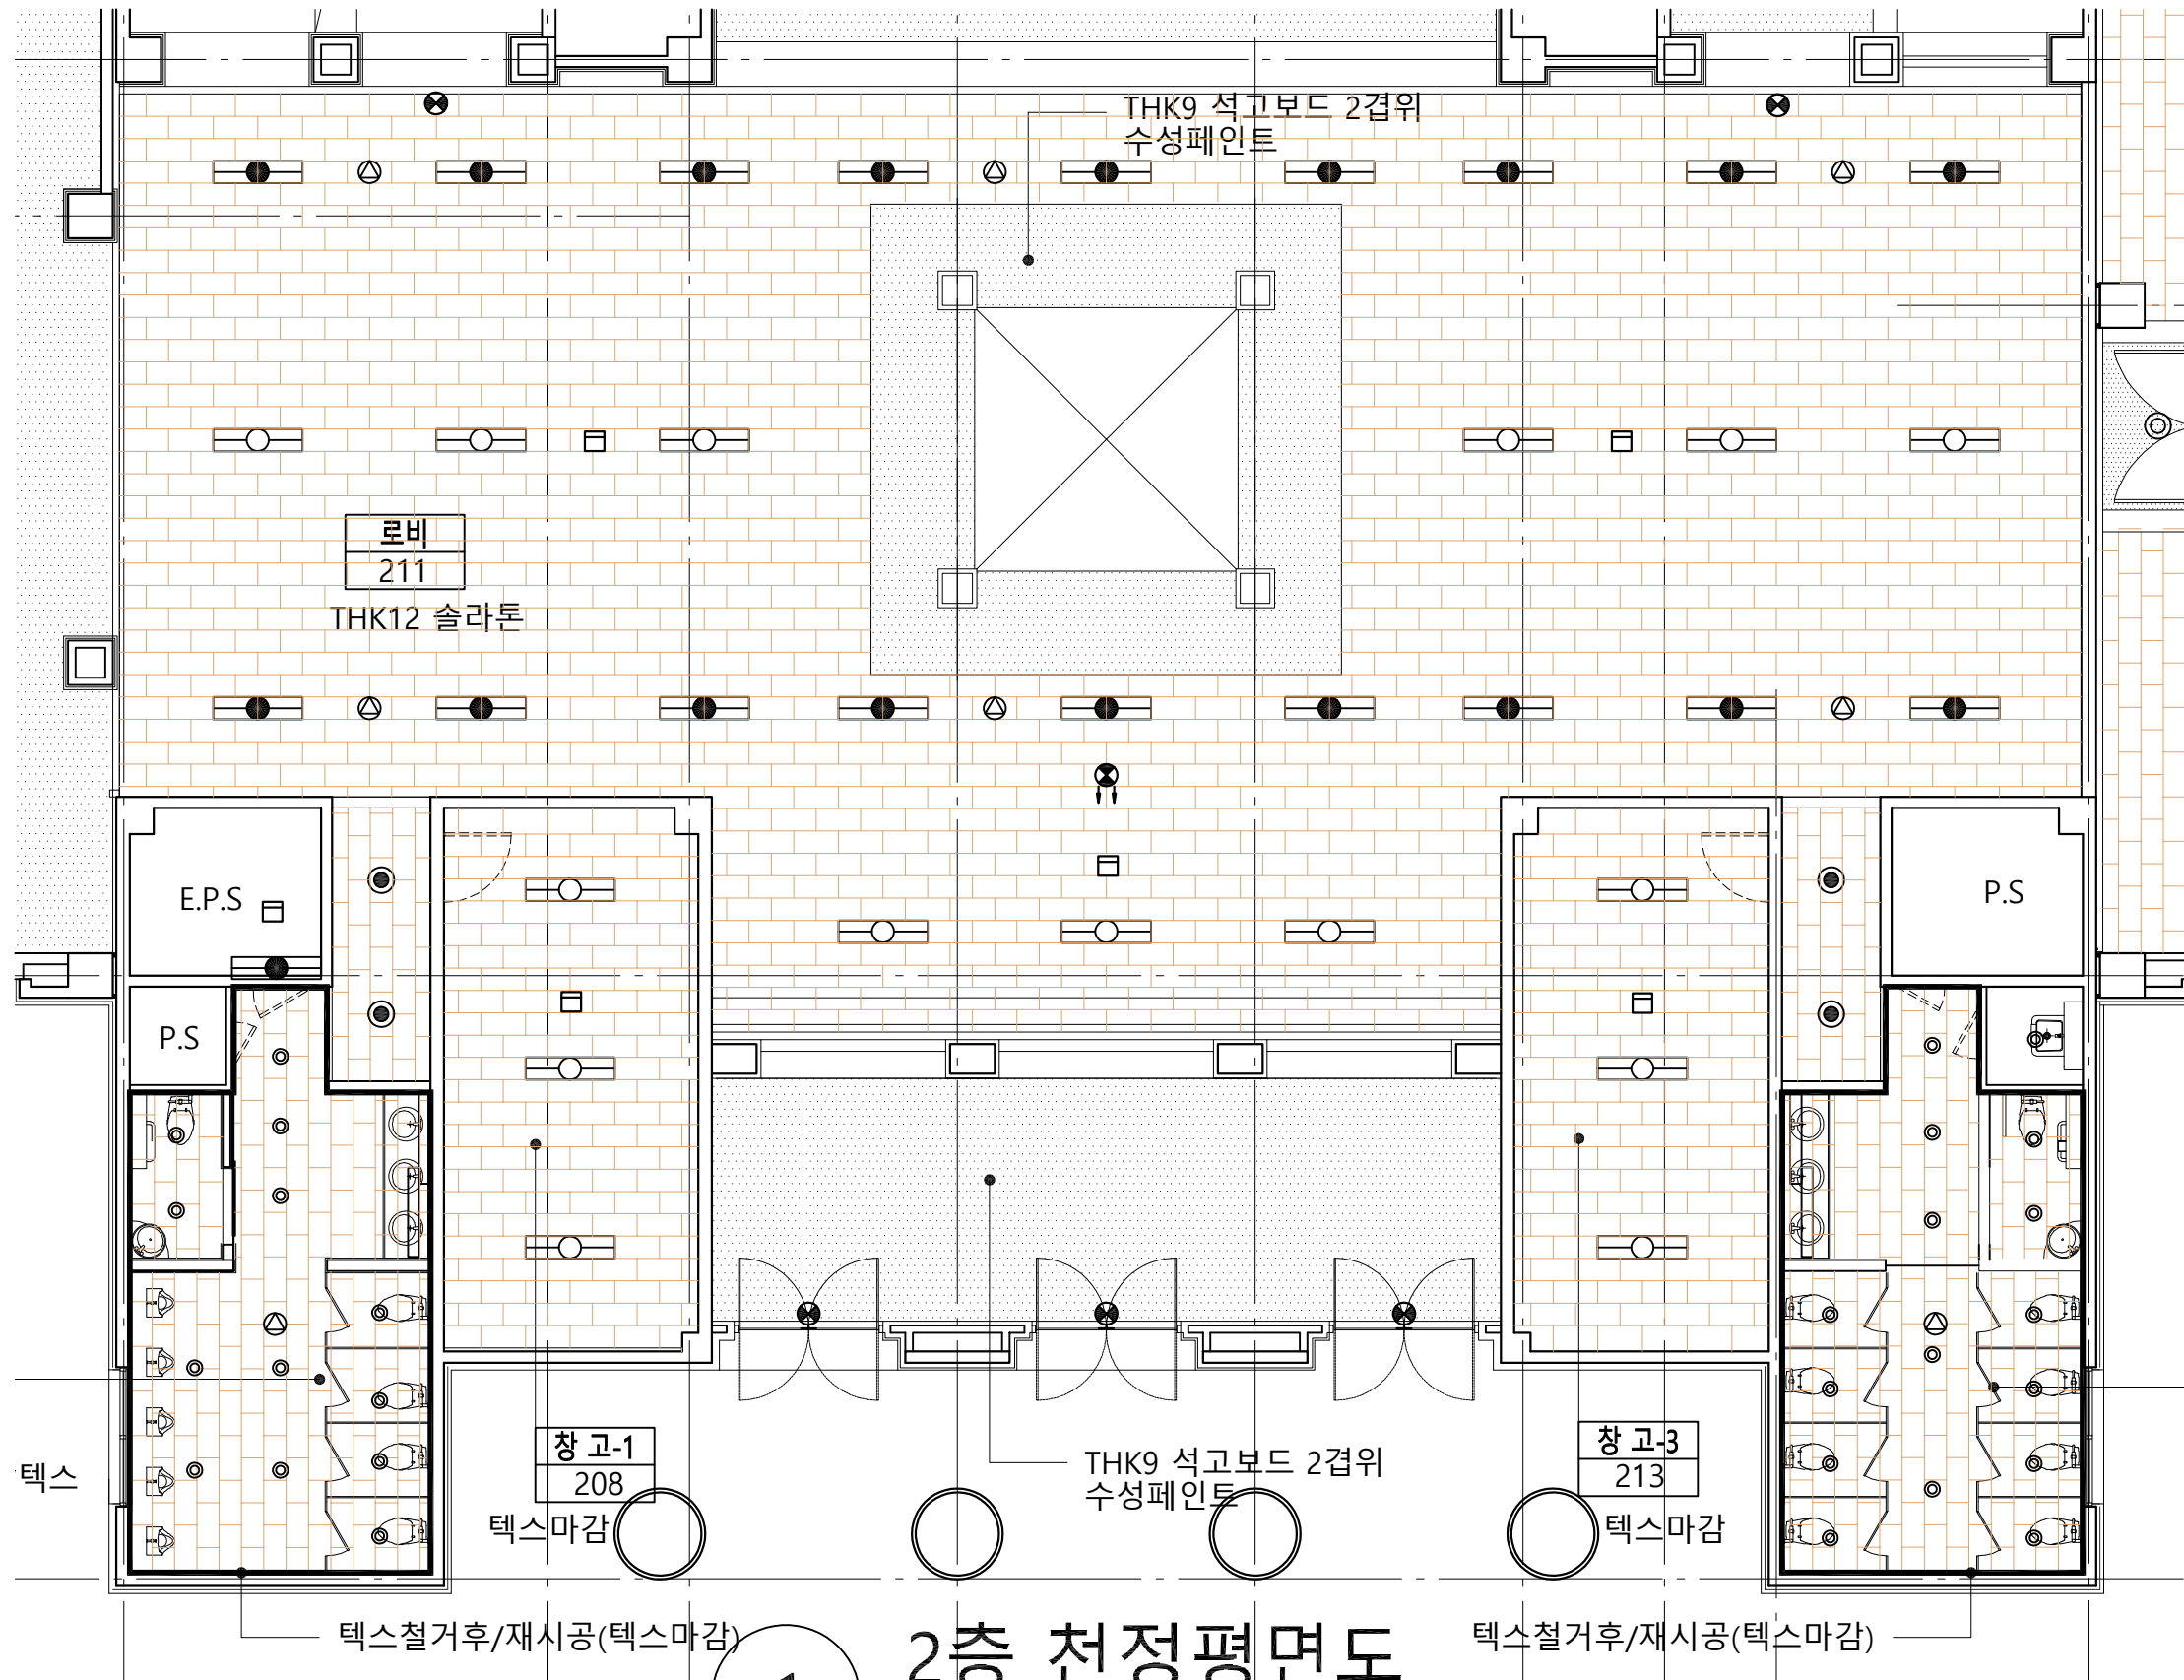 THK9 석고보드 2겹위
수성페인트
로비
211
THK12 솔라톤
E.P.S
P.S
P.S
텍스
창 고-1
208
텍스마감
THK9 석고보드 2겹위
수성페인트
창 고-3
213
텍스마감
텍스철거후/재시공(텍스마감)
텍스철거후/재시공(텍스마감)
2층 천정평면도